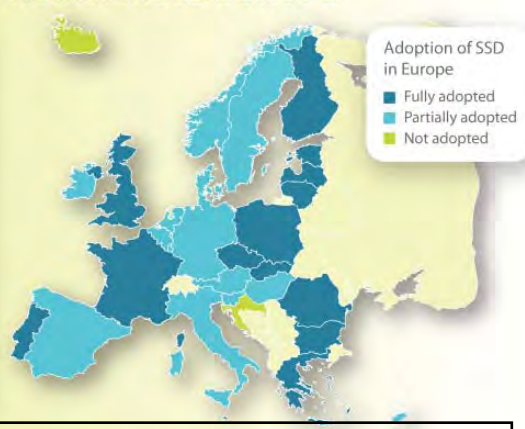 Adoption of SSD
in Europe
Fully adopted
Partially adopted
Not adopted